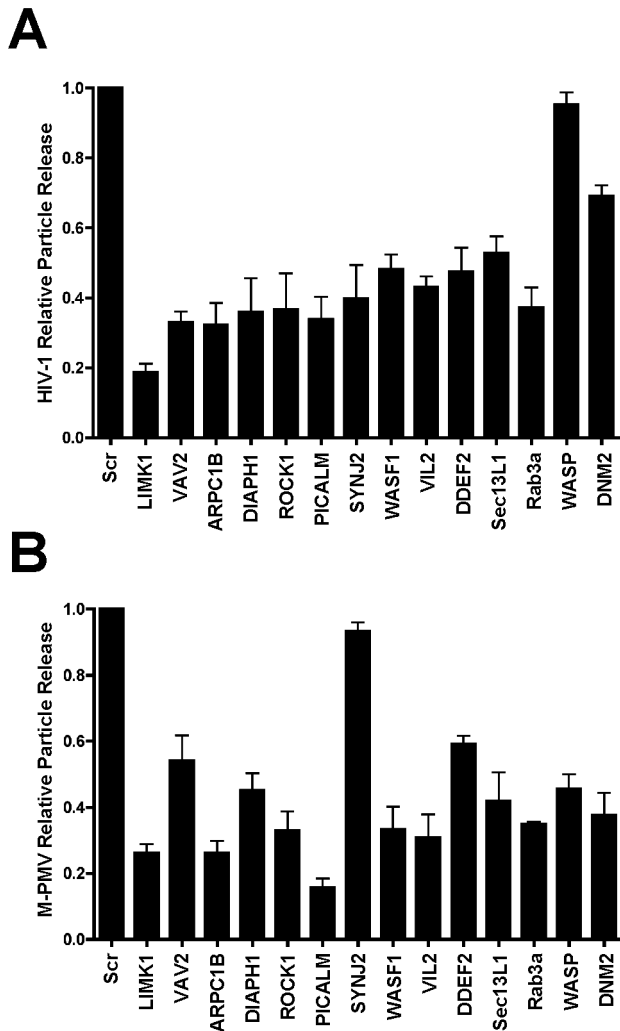 A
HIV-1 Relative Particle Release
1.0
0.8
0.6
0.4
0.2
0.0
Scr
LIMK1
VAV2
ARPC1B
DIAPH1
ROCK1
PICALM
SYNJ2
WASF1
VIL2
DDEF2
Sec13L1
Rab3a
WASP
DNM2
B
M-PMV Relative Particle Release
1.0
0.8
0.6
0.4
0.2
0.0
Scr
LIMK1
VAV2
ARPC1B
DIAPH1
ROCK1
PICALM
SYNJ2
WASF1
VIL2
DDEF2
Sec13L1
Rab3a
WASP
DNM2